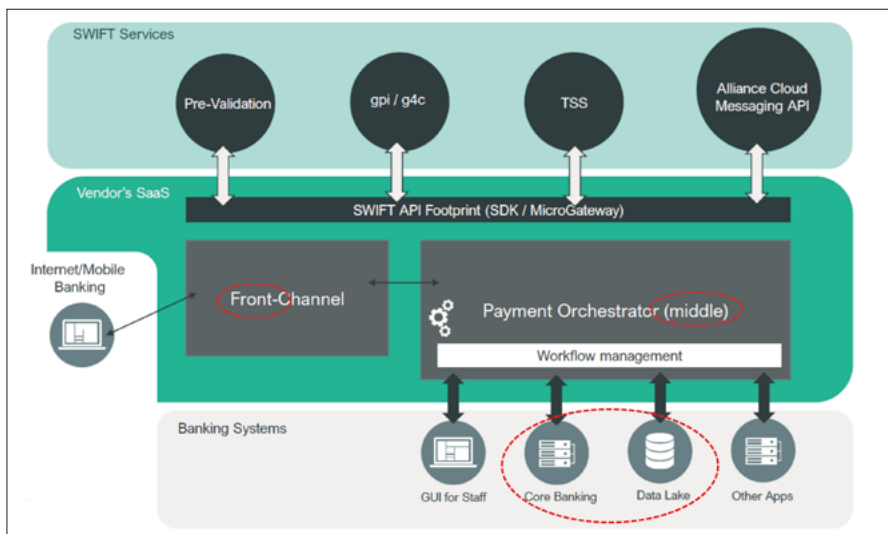 SWIFT Services
Pre-Validation
gpi / g4c
TSS
Alliance Cloud
Messaging API
Vendor's SaaS
SWIFT API Footprint (SDK / MicroGateway)
Internet/Mobile
Banking
Front-Channel
Payment Orchestrator (middle)
Workflow management
Banking Systems
GUI for Staff
Core Banking
Data Lake
Other Apps